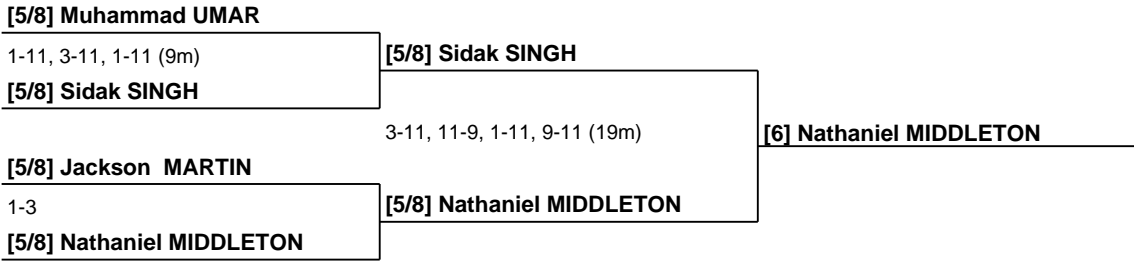 [5/8] Muhammad UMAR
1-11, 3-11, 1-11 (9m)
[5/8] Sidak SINGH
[5/8] Sidak SINGH
3-11, 11-9, 1-11, 9-11 (19m)
[6] Nathaniel MIDDLETON
[5/8] Jackson  MARTIN
1-3
[5/8] Nathaniel MIDDLETON
[5/8] Nathaniel MIDDLETON